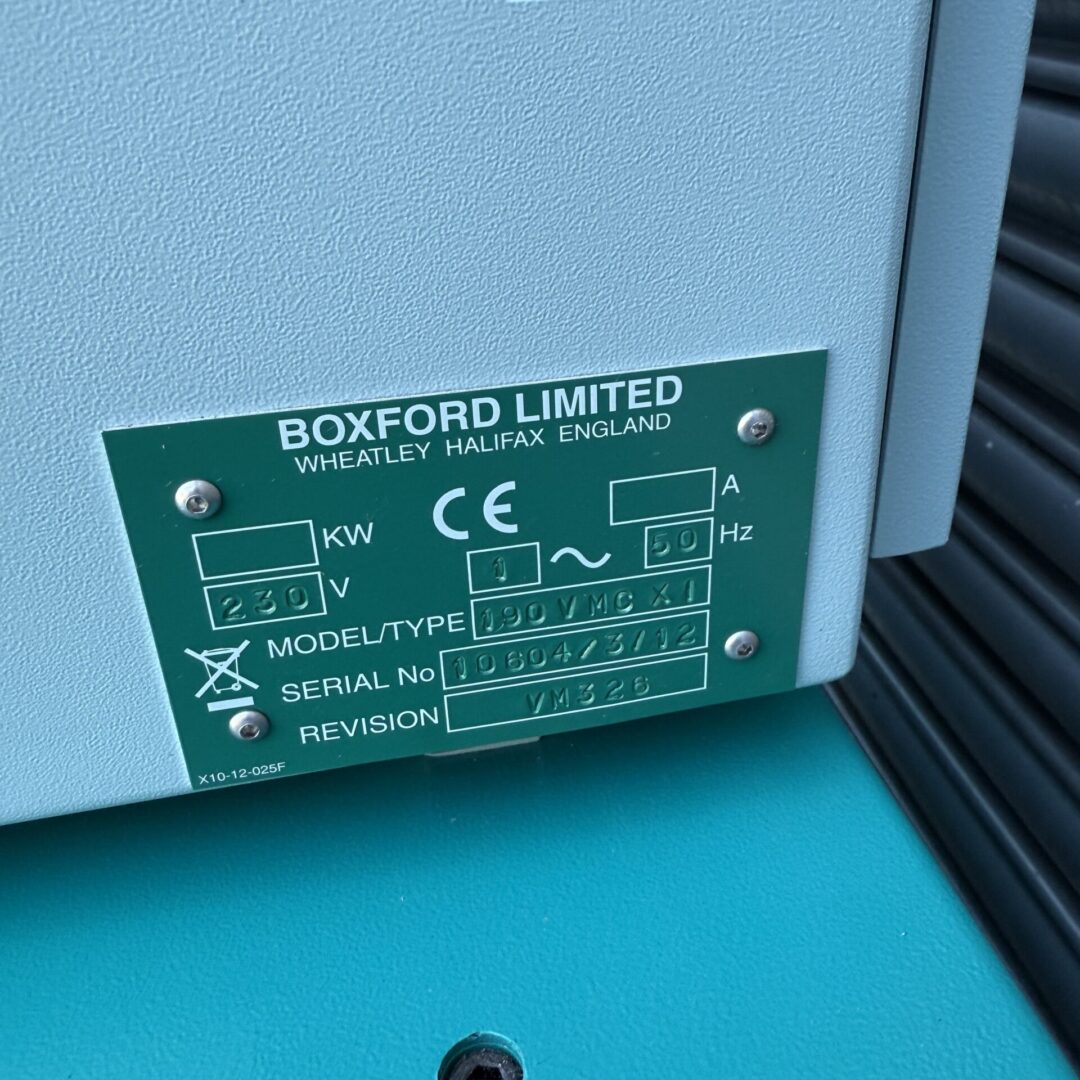 BOXFORD LIMITED
WHEATLEY HALIFAX ENGLAND
KW CE A
230 V 1 ~ 50 Hz
MODEL/TYPE 190 VMC XI
SERIAL No 10604/3/12
REVISION VM326
X10-12-025F